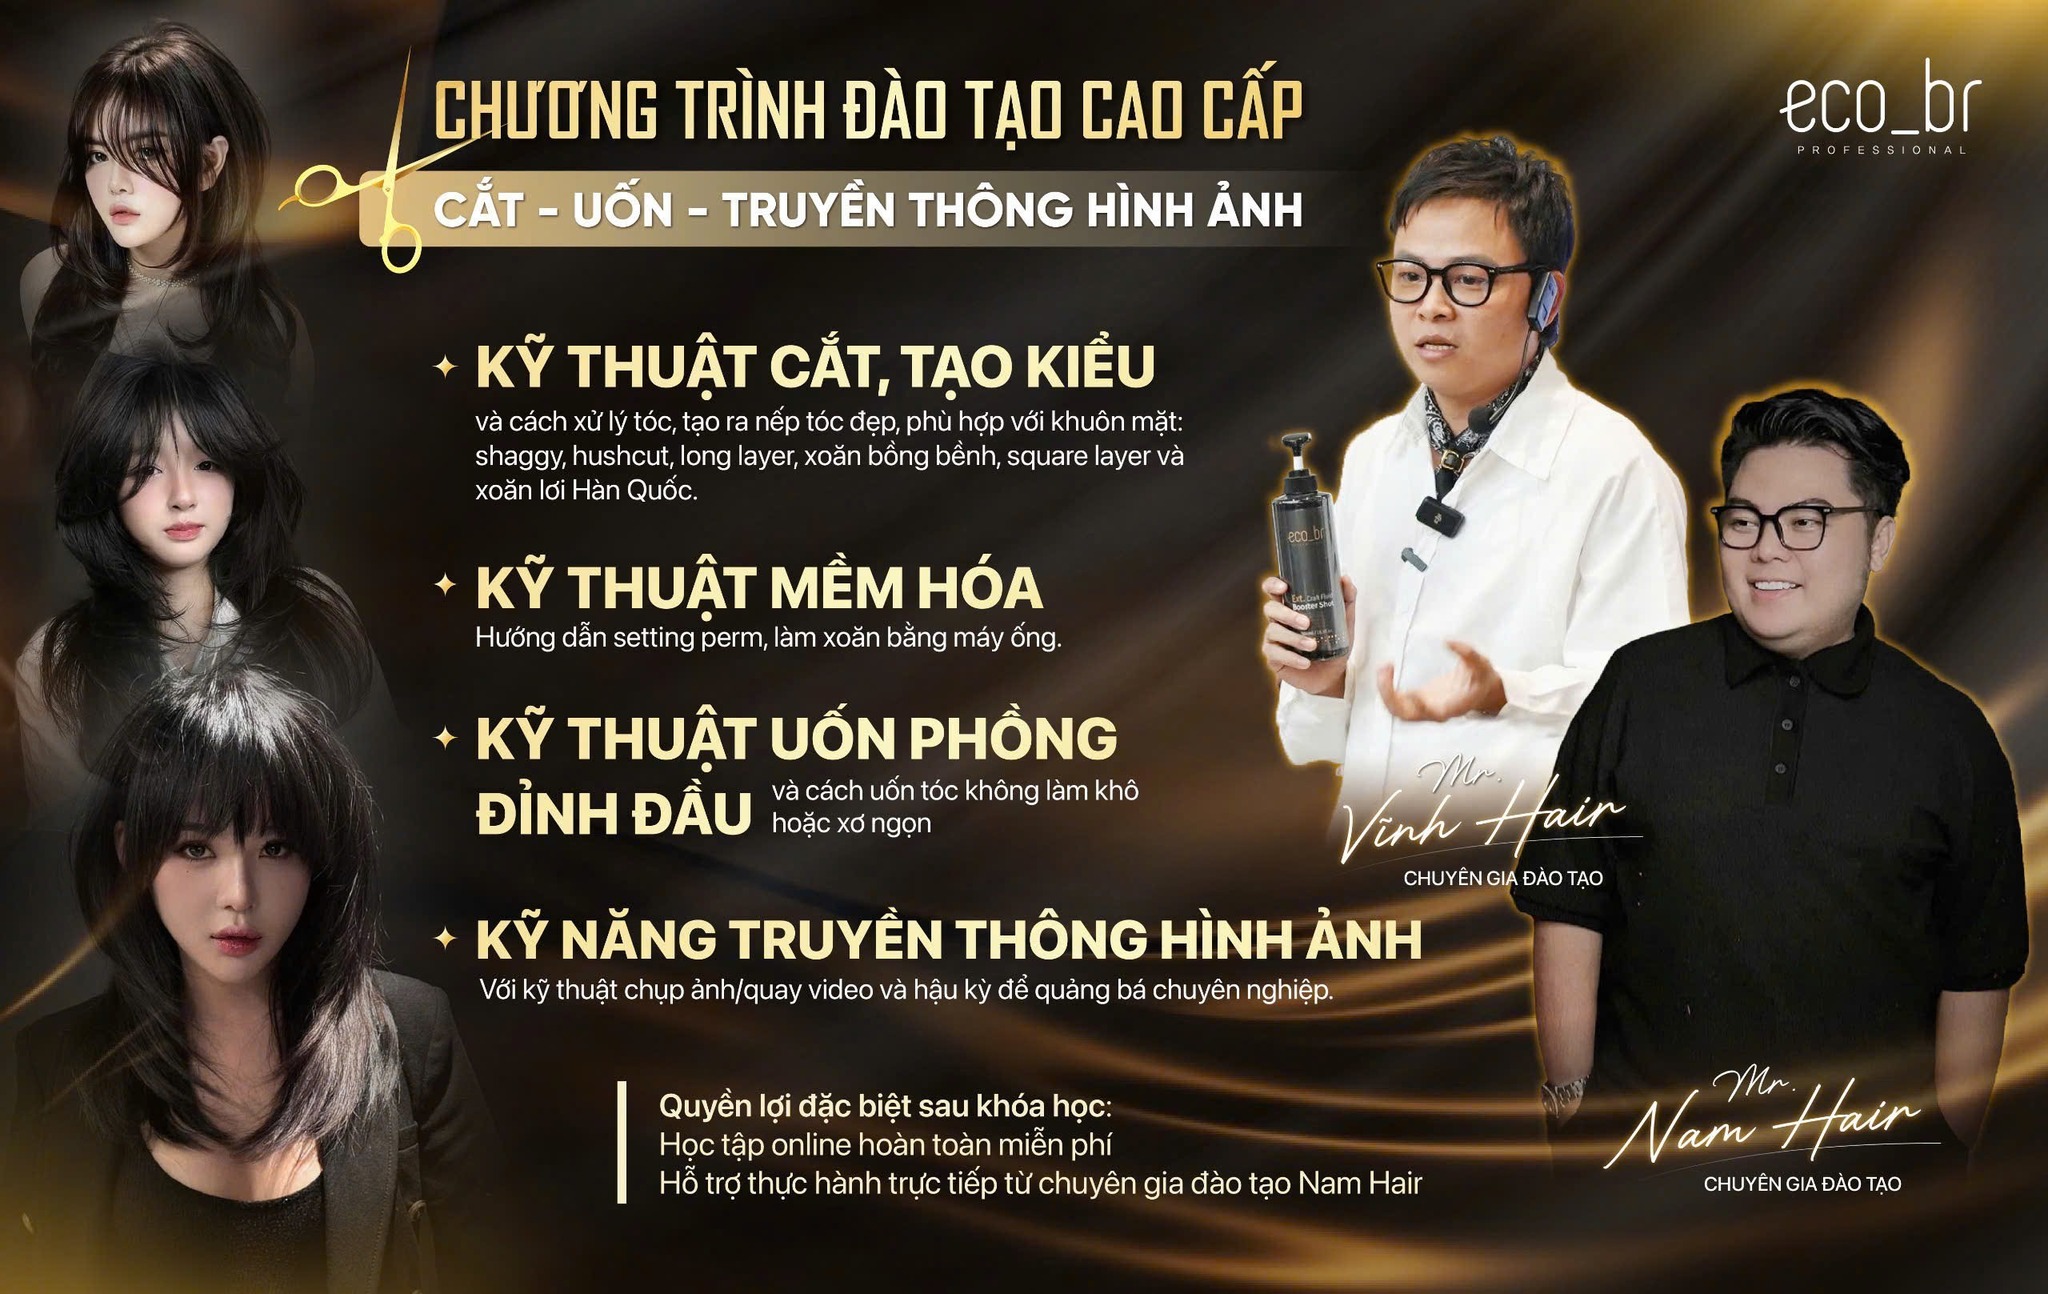 CHƯƠNG TRÌNH ĐÀO TẠO CAO CẤP
CẮT - UỐN - TRUYỀN THÔNG HÌNH ẢNH
eco_br
PROFESSIONAL
KỸ THUẬT CẮT, TẠO KIỂU
và cách xử lý tóc, tạo ra nếp tóc đẹp, phù hợp với khuôn mặt:
shaggy, hushcut, long layer, xoăn bồng bềnh, square layer và
xoăn lơi Hàn Quốc.
KỸ THUẬT MỀM HÓA
Hướng dẫn setting perm, làm xoăn bằng máy ống.
KỸ THUẬT UỐN PHỒNG
ĐỈNH ĐẦU
và cách uốn tóc không làm khô
hoặc xơ ngọn
KỸ NĂNG TRUYỀN THÔNG HÌNH ẢNH
Với kỹ thuật chụp ảnh/quay video và hậu kỳ để quảng bá chuyên nghiệp.
Quyền lợi đặc biệt sau khóa học:
Học tập online hoàn toàn miễn phí
Hỗ trợ thực hành trực tiếp từ chuyên gia đào tạo Nam Hair
eco_br
Ext. Craft Fluid
Booster Shot
Mr.
Vĩnh Hair
CHUYÊN GIA ĐÀO TẠO
Mr.
Nam Hair
CHUYÊN GIA ĐÀO TẠO